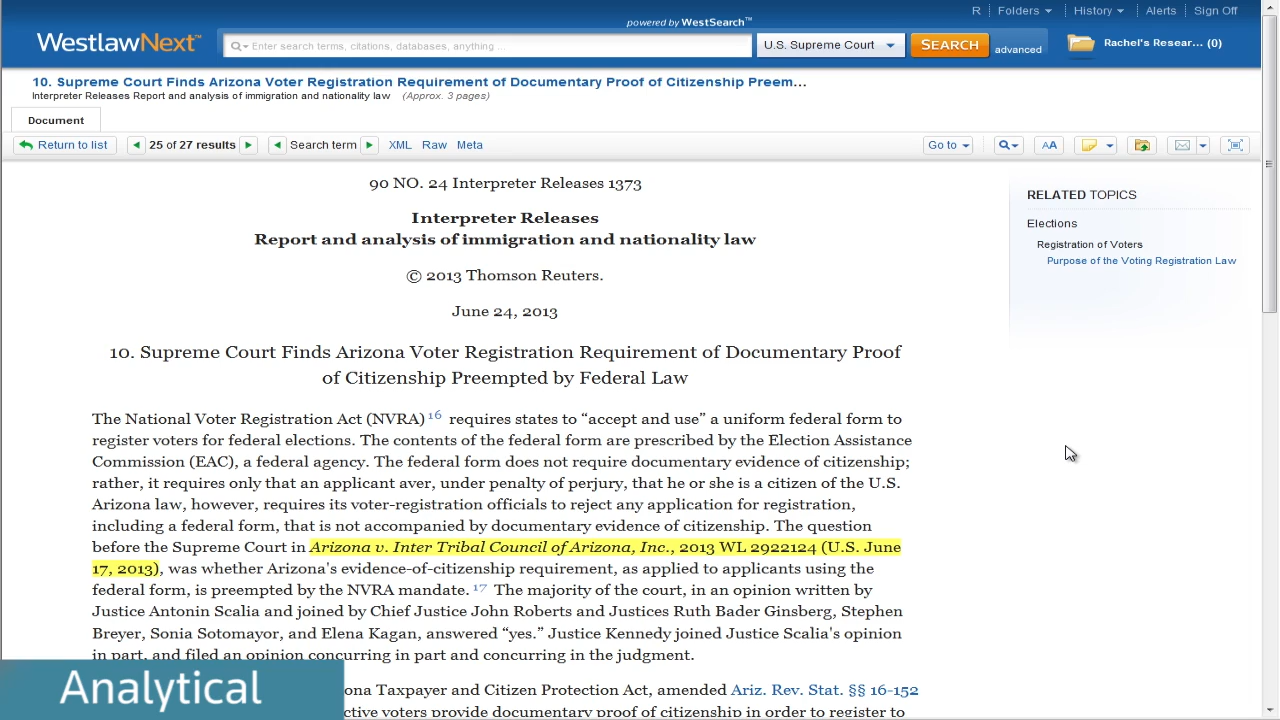 R Folders History Alerts Sign Off
powered by WestSearch™
WestlawNext™
Enter search terms, citations, databases, anything ...
U.S. Supreme Court
SEARCH
advanced
Rachel's Resear... (0)
10. Supreme Court Finds Arizona Voter Registration Requirement of Documentary Proof of Citizenship Preem...
Interpreter Releases Report and analysis of immigration and nationality law (Approx. 3 pages)
Document
Return to list 25 of 27 results Search term XML Raw Meta Go to AA
90 NO. 24 Interpreter Releases 1373
Interpreter Releases
Report and analysis of immigration and nationality law
© 2013 Thomson Reuters.
June 24, 2013
10. Supreme Court Finds Arizona Voter Registration Requirement of Documentary Proof
of Citizenship Preempted by Federal Law
The National Voter Registration Act (NVRA) 16 requires states to “accept and use” a uniform federal form to
register voters for federal elections. The contents of the federal form are prescribed by the Election Assistance
Commission (EAC), a federal agency. The federal form does not require documentary evidence of citizenship;
rather, it requires only that an applicant aver, under penalty of perjury, that he or she is a citizen of the U.S.
Arizona law, however, requires its voter-registration officials to reject any application for registration,
including a federal form, that is not accompanied by documentary evidence of citizenship. The question
before the Supreme Court in Arizona v. Inter Tribal Council of Arizona, Inc., 2013 WL 2922124 (U.S. June
17, 2013), was whether Arizona's evidence-of-citizenship requirement, as applied to applicants using the
federal form, is preempted by the NVRA mandate. 17 The majority of the court, in an opinion written by
Justice Antonin Scalia and joined by Chief Justice John Roberts and Justices Ruth Bader Ginsberg, Stephen
Breyer, Sonia Sotomayor, and Elena Kagan, answered “yes.” Justice Kennedy joined Justice Scalia's opinion
in part, and filed an opinion concurring in part and concurring in the judgment.
ona Taxpayer and Citizen Protection Act, amended Ariz. Rev. Stat. §§ 16-152
ctive voters provide documentary proof of citizenship in order to register to
RELATED TOPICS
Elections
Registration of Voters
Purpose of the Voting Registration Law
Analytical